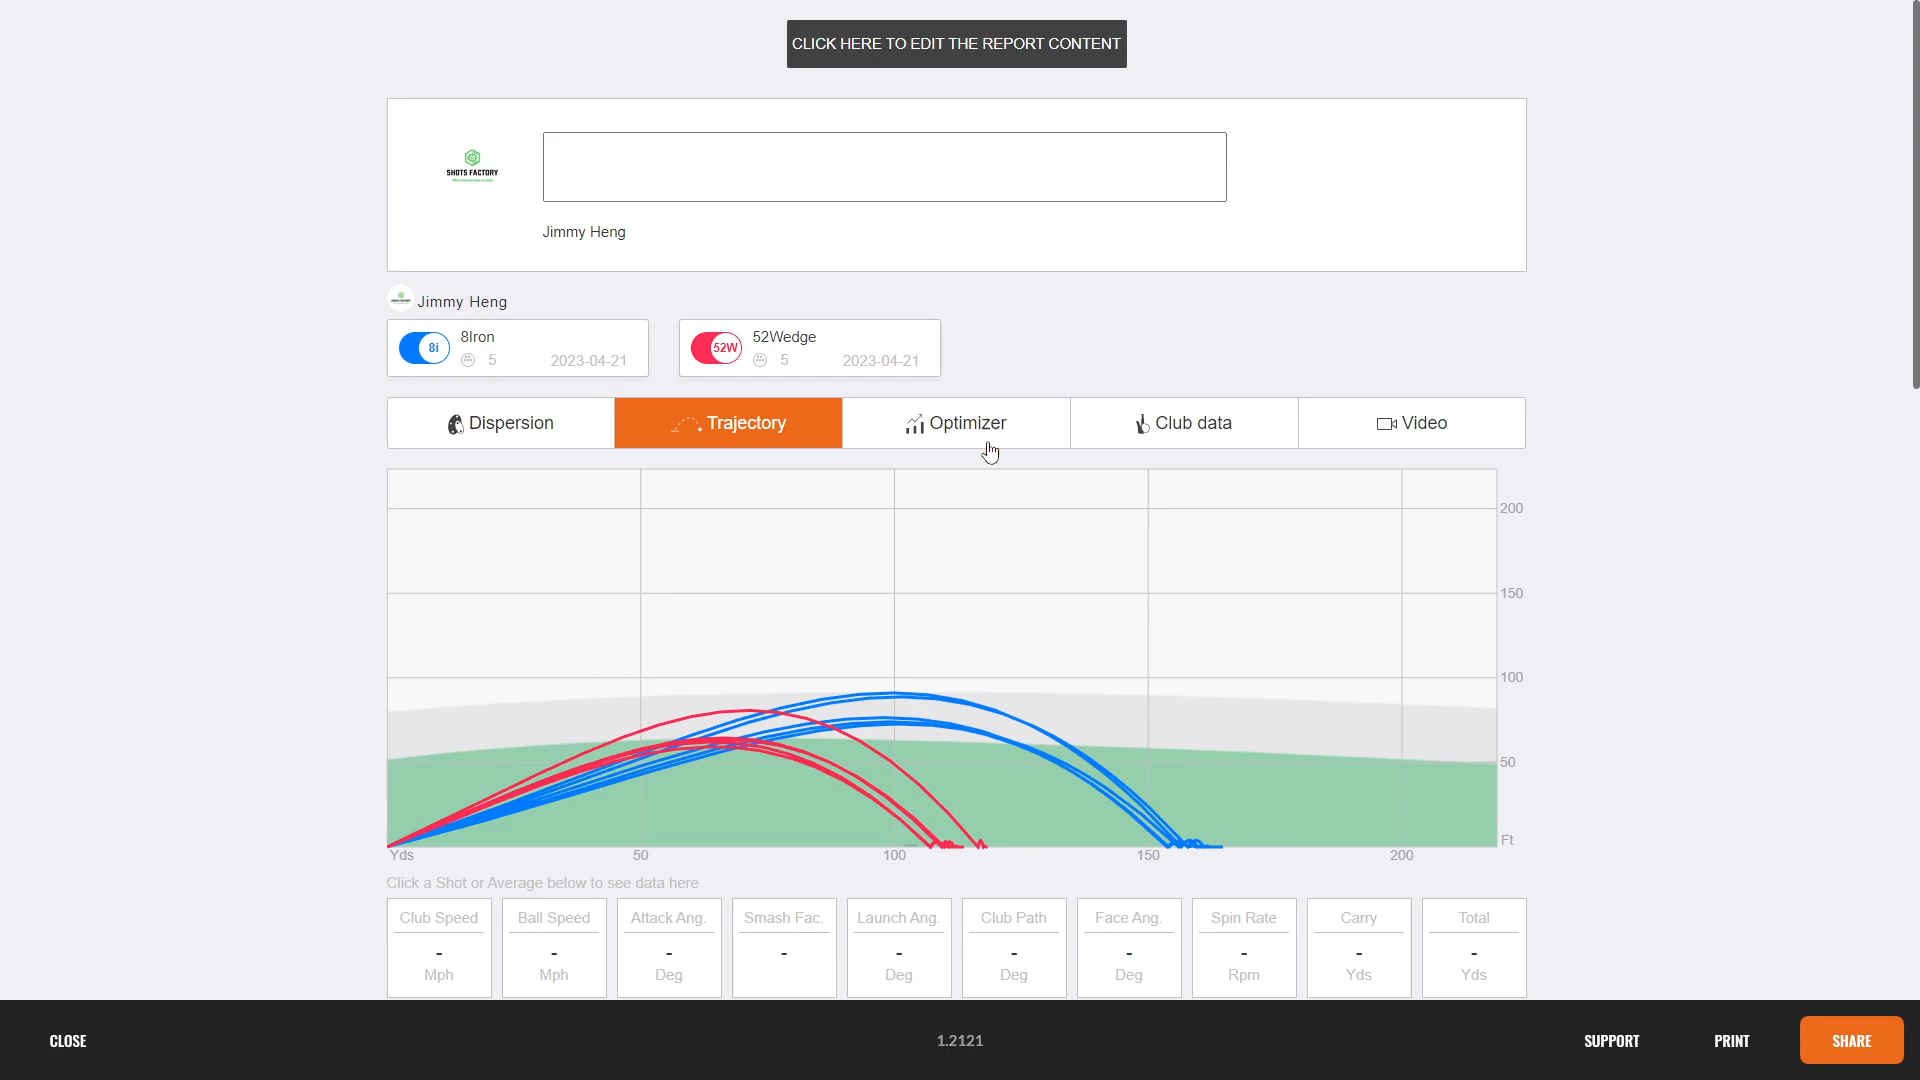 CLICK HERE TO EDIT THE REPORT CONTENT
SHOTS FACTORY
Jimmy Heng
Jimmy Heng
8i 8Iron
5 2023-04-21
52W 52Wedge
5 2023-04-21
Dispersion Trajectory Optimizer Club data Video
200
150
100
50
Ft
Yds 50 100 150 200
Click a Shot or Average below to see data here
Club Speed Ball Speed Attack Ang. Smash Fac. Launch Ang. Club Path Face Ang. Spin Rate Carry Total
- - - - - - - - - -
Mph Mph Deg Deg Deg Deg Rpm Yds Yds
CLOSE 1.2121 SUPPORT PRINT SHARE